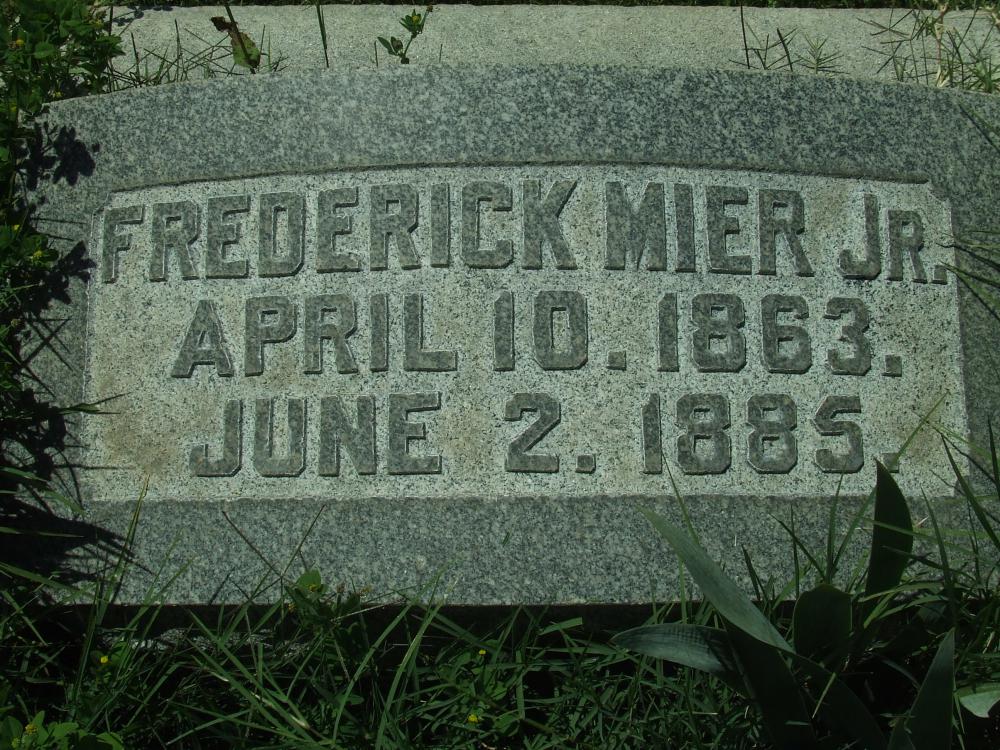 FREDERICK MIER JR.
APRIL 10. 1863.
JUNE 2. 1885.